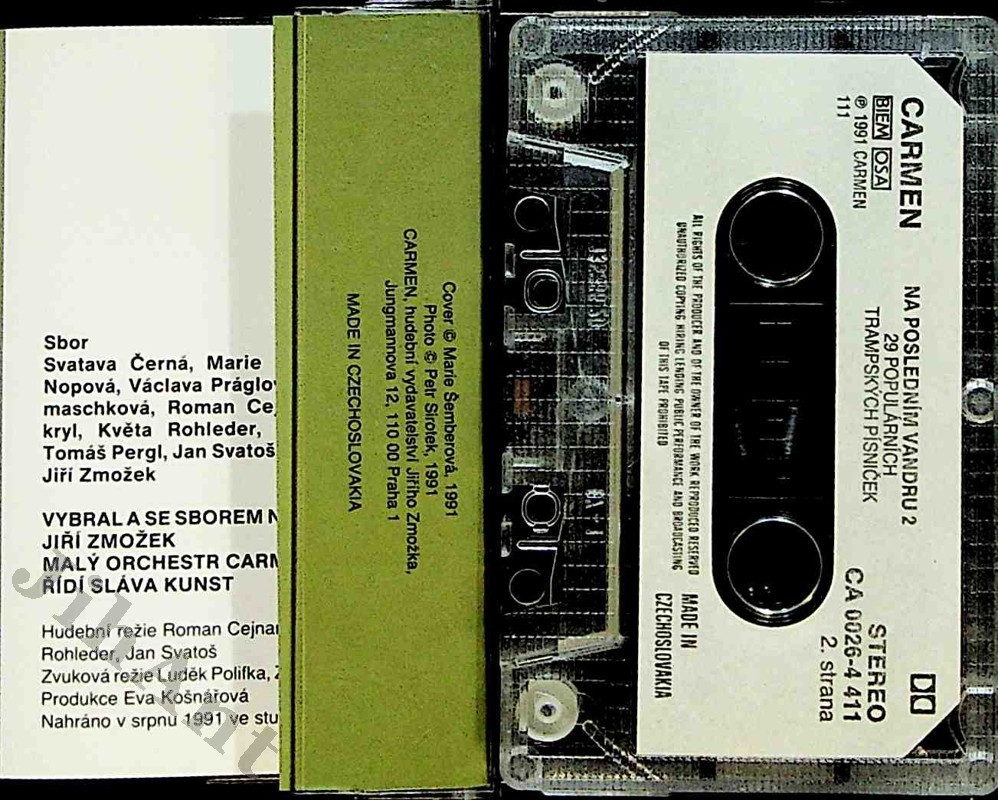 Sbor
Svatava Černá, Marie
Nopová, Václava Práglo
maschková, Roman Cej
kryl, Květa Rohleder,
Tomáš Pergl, Jan Svatoš
Jiří Zmožek
VYBRAL A SE SBOREM N
JIŘÍ ZMOŽEK
MALÝ ORCHESTR CARM
ŘÍDÍ SLÁVA KUNST
Hudební režie Roman Cejnar
Rohleder, Jan Svatoš
Zvuková režie Luděk Polifka,
Produkce Eva Košnářová
Nahráno v srpnu 1991 ve stu
Cover © Marie Šemberová, 1991
Photo © Petr Sirotek, 1991
CARMEN, hudební vydavatelství Jiřího Zmožka,
Jungmannova 12, 110 00 Praha 1
MADE IN CZECHOSLOVAKIA
CARMEN
BIEM OSA
℗ 1991 CARMEN
111
NA POSLEDNÍM VANDRU 2
29 POPULÁRNÍCH
TRAMPSKÝCH PÍSNIČEK
STEREO
CA 0026-4 411
2. strana
ALL RIGHTS OF THE PRODUCER AND OF THE OWNER OF THE WORK REPRODUCED RESERVED
UNAUTHORIZED COPYING HIRING LENDING PUBLIC PERFORMANCE AND BROADCASTING
OF THIS TAPE PROHIBITED
MADE IN
CZECHOSLOVAKIA